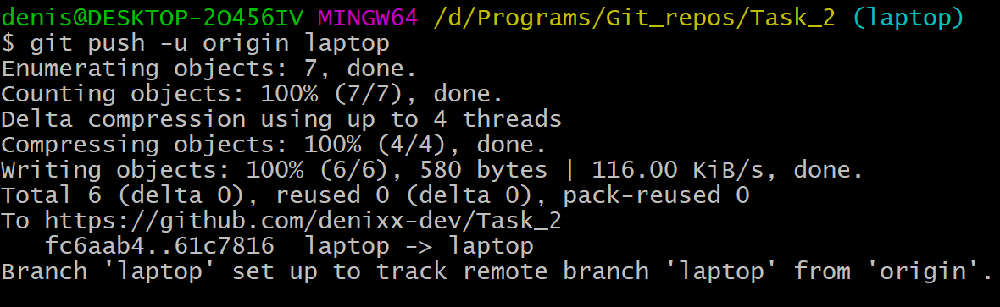 denis@DESKTOP-2O456IV MINGW64 /d/Programs/Git_repos/Task_2 (laptop)
$ git push -u origin laptop
Enumerating objects: 7, done.
Counting objects: 100% (7/7), done.
Delta compression using up to 4 threads
Compressing objects: 100% (4/4), done.
Writing objects: 100% (6/6), 580 bytes | 116.00 KiB/s, done.
Total 6 (delta 0), reused 0 (delta 0), pack-reused 0
To https://github.com/denixx-dev/Task_2
   fc6aab4..61c7816  laptop -> laptop
Branch 'laptop' set up to track remote branch 'laptop' from 'origin'.